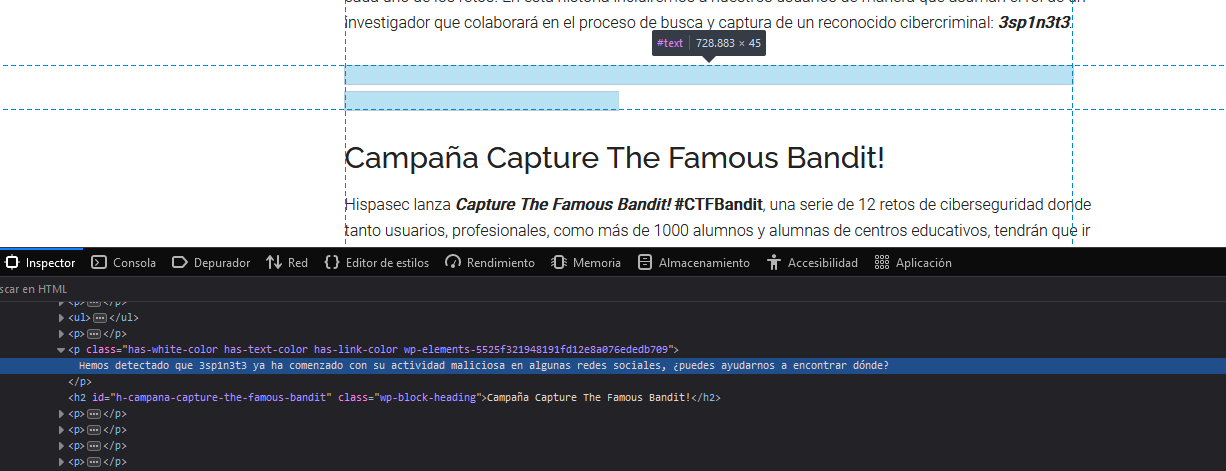 investigador que colaborará en el proceso de busca y captura de un reconocido cibercriminal: 3sp1n3t3.
#text 728.883 × 45
Campaña Capture The Famous Bandit!
Hispasec lanza Capture The Famous Bandit! #CTFBandit, una serie de 12 retos de ciberseguridad donde
tanto usuarios, profesionales, como más de 1000 alumnos y alumnas de centros educativos, tendrán que ir
Inspector Consola Depurador Red Editor de estilos Rendimiento Memoria Almacenamiento Accesibilidad Aplicación
scar en HTML
<p></p>
<ul></ul>
<p></p>
<p class="has-white-color has-text-color has-link-color wp-elements-5525f321948191fd12e8a076ededb709">
Hemos detectado que 3sp1n3t3 ya ha comenzado con su actividad maliciosa en algunas redes sociales, ¿puedes ayudarnos a encontrar dónde?
</p>
<h2 id="h-campana-capture-the-famous-bandit" class="wp-block-heading">Campaña Capture The Famous Bandit!</h2>
<p></p>
<p></p>
<p></p>
<p></p>